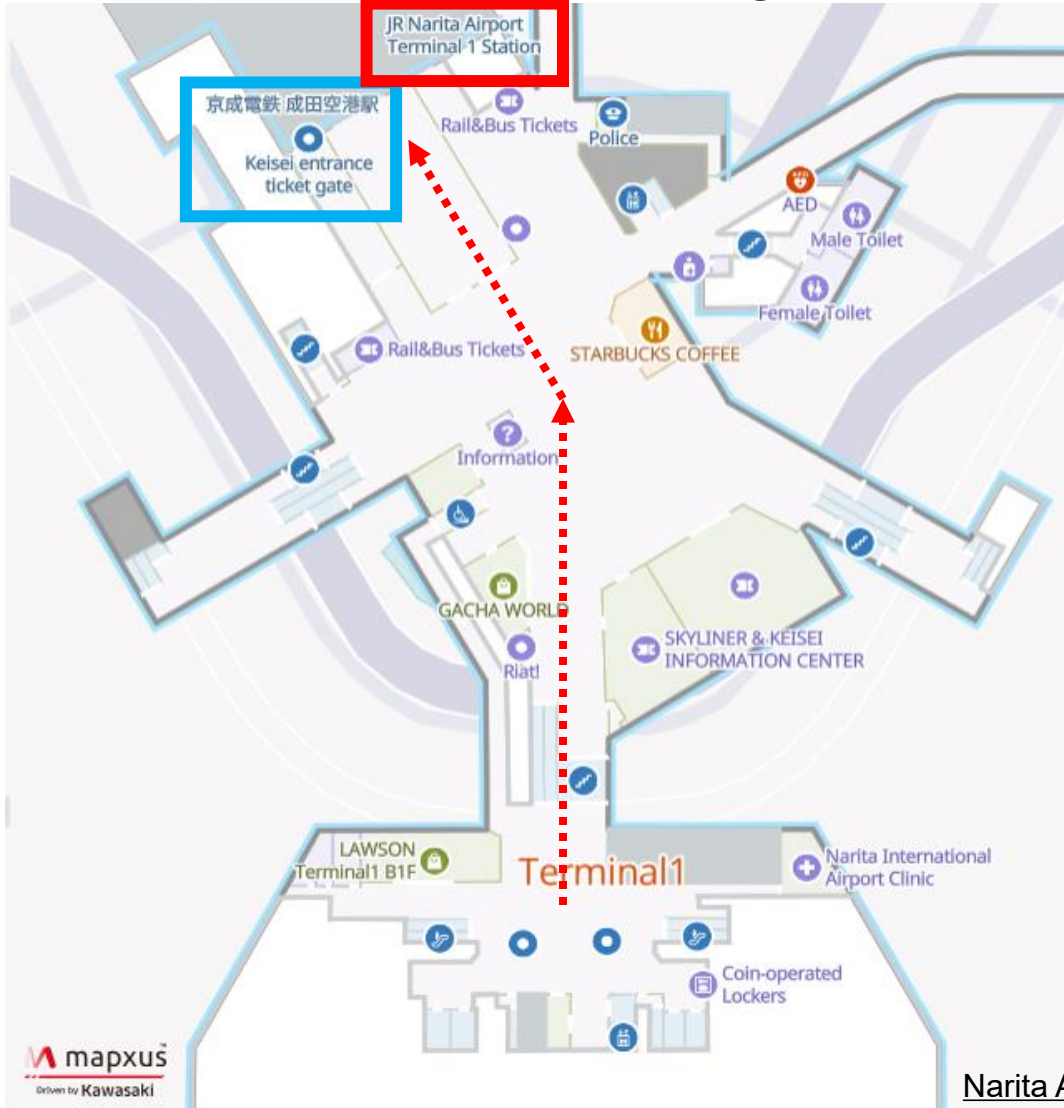 JR Narita Airport
Terminal 1 Station
京成電鉄 成田空港駅
Keisei entrance
ticket gate
Rail&Bus Tickets
Police
AED
Male Toilet
Female Toilet
STARBUCKS COFFEE
Rail&Bus Tickets
?
Information
GACHA WORLD
Riat!
SKYLINER & KEISEI
INFORMATION CENTER
LAWSON
Terminal1 B1F
Terminal1
Narita International
Airport Clinic
Coin-operated
Lockers
mapxus
Driven by Kawasaki
Narita A